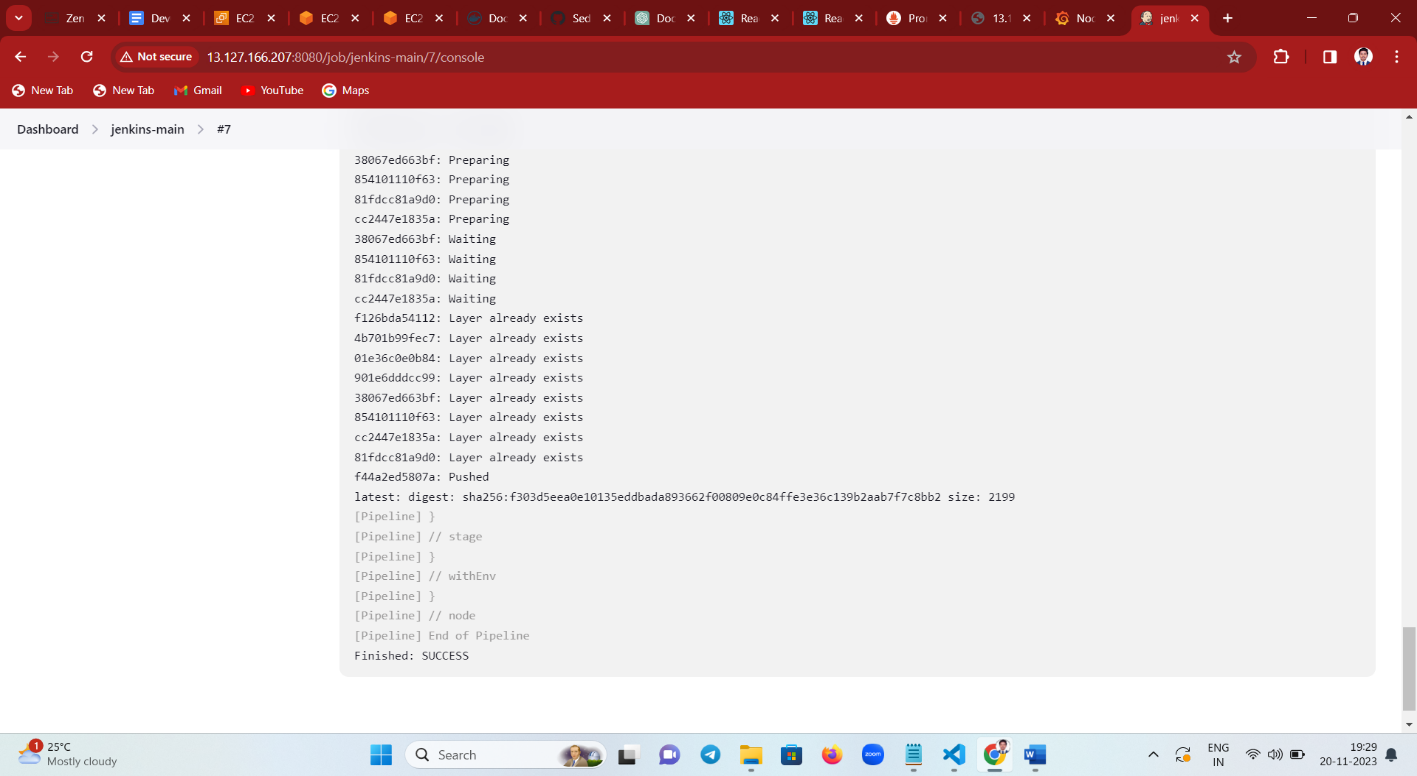 Zen
Dev
EC2
EC2
EC2
Doc
Sed
Doc
Rea
Rea
Pro
13.1
Noc
jenk
Not secure 13.127.166.207:8080/job/jenkins-main/7/console
New Tab New Tab Gmail YouTube Maps
Dashboard jenkins-main #7
38067ed663bf: Preparing
854101110f63: Preparing
81fdcc81a9d0: Preparing
cc2447e1835a: Preparing
38067ed663bf: Waiting
854101110f63: Waiting
81fdcc81a9d0: Waiting
cc2447e1835a: Waiting
f126bda54112: Layer already exists
4b701b99fec7: Layer already exists
01e36c0e0b84: Layer already exists
901e6dddcc99: Layer already exists
38067ed663bf: Layer already exists
854101110f63: Layer already exists
cc2447e1835a: Layer already exists
81fdcc81a9d0: Layer already exists
f44a2ed5807a: Pushed
latest: digest: sha256:f303d5eea0e10135eddbada893662f00809e0c84ffe3e36c139b2aab7f7c8bb2 size: 2199
[Pipeline] }
[Pipeline] // stage
[Pipeline] }
[Pipeline] // withEnv
[Pipeline] }
[Pipeline] // node
[Pipeline] End of Pipeline
Finished: SUCCESS
1
25°C
Mostly cloudy
Search
zoom
ENG
IN
19:29
20-11-2023